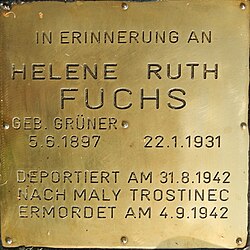 IN ERINNERUNG AN
HELENE RUTH
FUCHS
GEB. GRÜNER
5.6.1897 22.1.1931
DEPORTIERT AM 31.8.1942
NACH MALY TROSTINEC
ERMORDET AM 4.9.1942